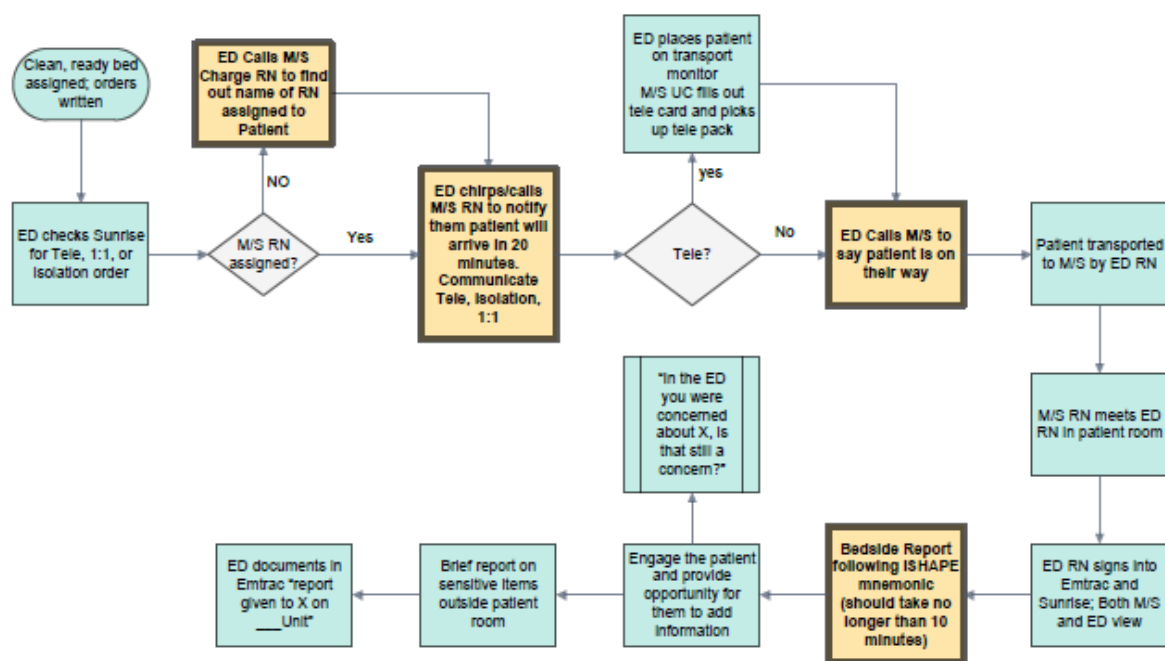 Clean, ready bed
assigned; orders
written
ED checks Sunrise
for Tele, 1:1, or
Isolation order
M/S RN
assigned?
NO
Yes
ED Calls M/S
Charge RN to find
out name of RN
assigned to
Patient
ED chirps/calls
M/S RN to notify
them patient will
arrive in 20
minutes.
Communicate
Tele, Isolation,
1:1
Tele?
yes
No
ED places patient
on transport
monitor
M/S UC fills out
tele card and picks
up tele pack
ED Calls M/S to
say patient is on
their way
Patient transported
to M/S by ED RN
M/S RN meets ED
RN in patient room
ED RN signs into
Emtrac and
Sunrise; Both M/S
and ED view
Bedside Report
following ISHAPE
mnemonic
(should take no
longer than 10
minutes)
Engage the patient
and provide
opportunity for
them to add
information
"In the ED
you were
concerned
about X, is
that still a
concern?"
Brief report on
sensitive items
outside patient
room
ED documents in
Emtrac "report
given to X on
___Unit"